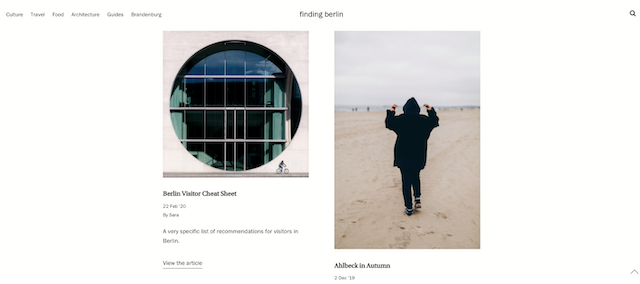 Culture Travel Food Architecture Guides Brandenburg
finding berlin
Berlin Visitor Cheat Sheet
22 Feb '20
By Sara
A very specific list of recommendations for visitors in
Berlin.
View the article
Ahlbeck in Autumn
2 Dec '19